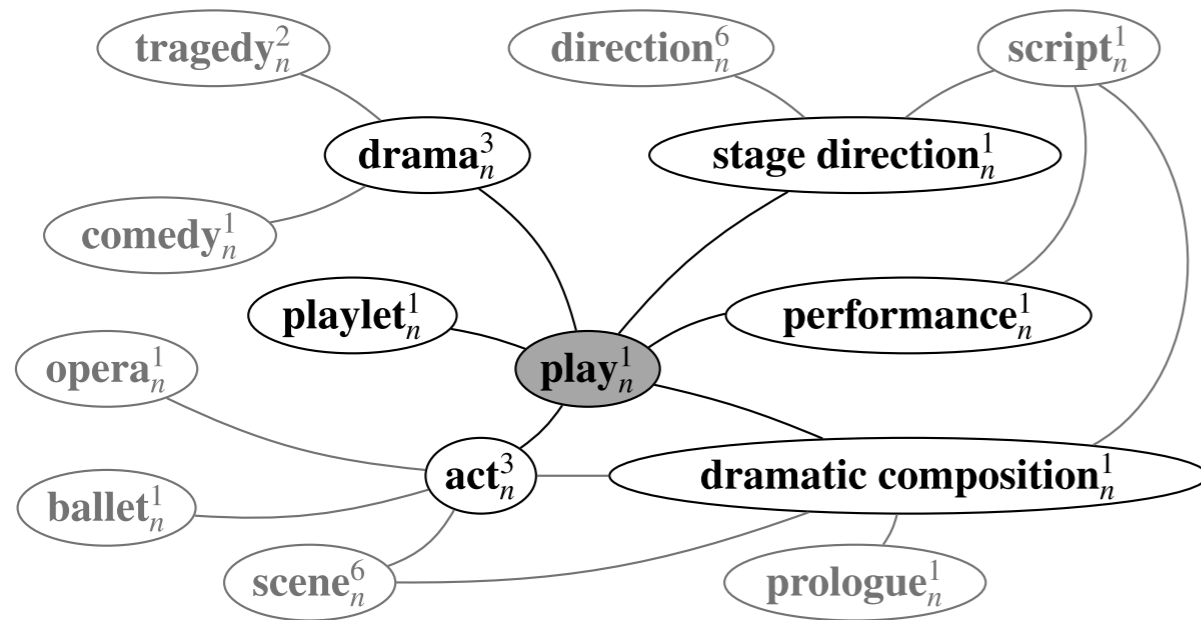 tragedy²ₙ
direction⁶ₙ
script¹ₙ
drama³ₙ
stage direction¹ₙ
comedy¹ₙ
playlet¹ₙ
performance¹ₙ
opera¹ₙ
play¹ₙ
act³ₙ
dramatic composition¹ₙ
ballet¹ₙ
scene⁶ₙ
prologue¹ₙ